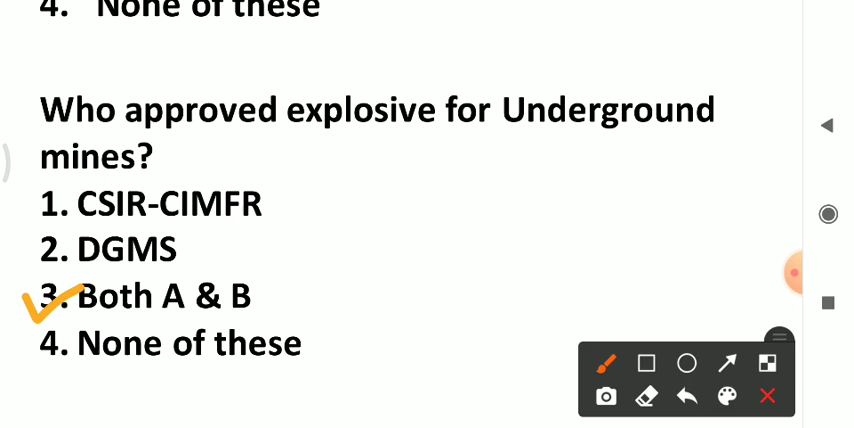 4. None of these
Who approved explosive for Underground
mines?
1. CSIR-CIMFR
2. DGMS
3. Both A & B
4. None of these